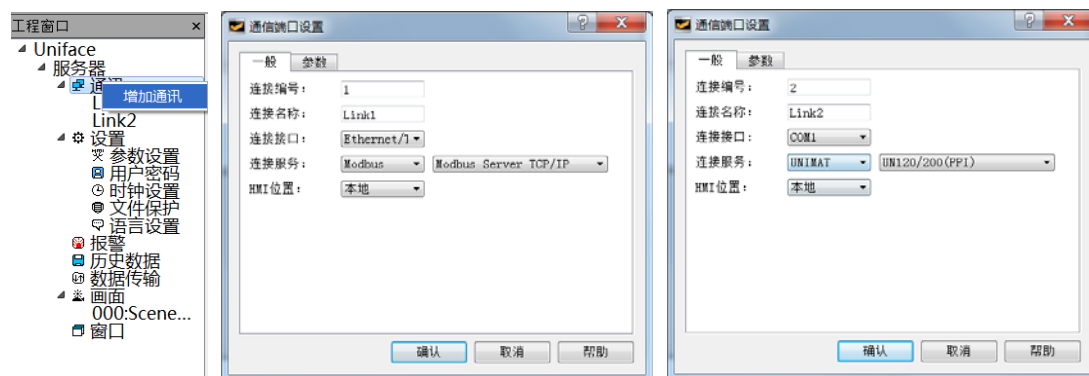 工程窗口
Uniface
服务器
增加通讯
Link2
设置
参数设置
用户密码
时钟设置
文件保护
语言设置
报警
历史数据
数据传输
画面
000:Scene...
窗口
通信端口设置
一般 参数
连接编号: 1
连接名称: Link1
连接接口: Ethernet/1
连接服务: Modbus Modbus Server TCP/IP
HMI位置: 本地
确认 取消 帮助
通信端口设置
一般 参数
连接编号: 2
连接名称: Link2
连接接口: COM1
连接服务: UNIMAT UN120/200(PPI)
HMI位置: 本地
确认 取消 帮助